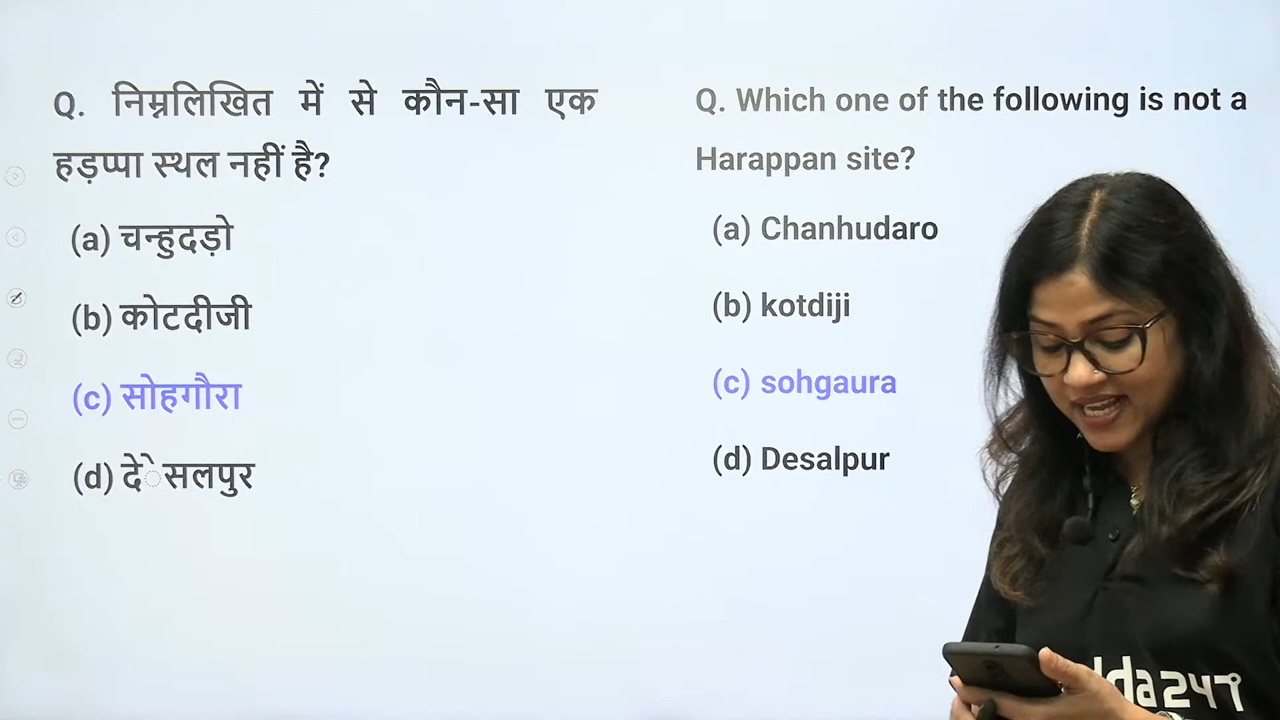 Q. निम्नलिखित में से कौन-सा एक
हड़प्पा स्थल नहीं है?
(a) चन्हुदड़ो
(b) कोटदीजी
(c) सोहगौरा
(d) देेसलपुर
Q. Which one of the following is not a
Harappan site?
(a) Chanhudaro
(b) kotdiji
(c) sohgaura
(d) Desalpur
dda247